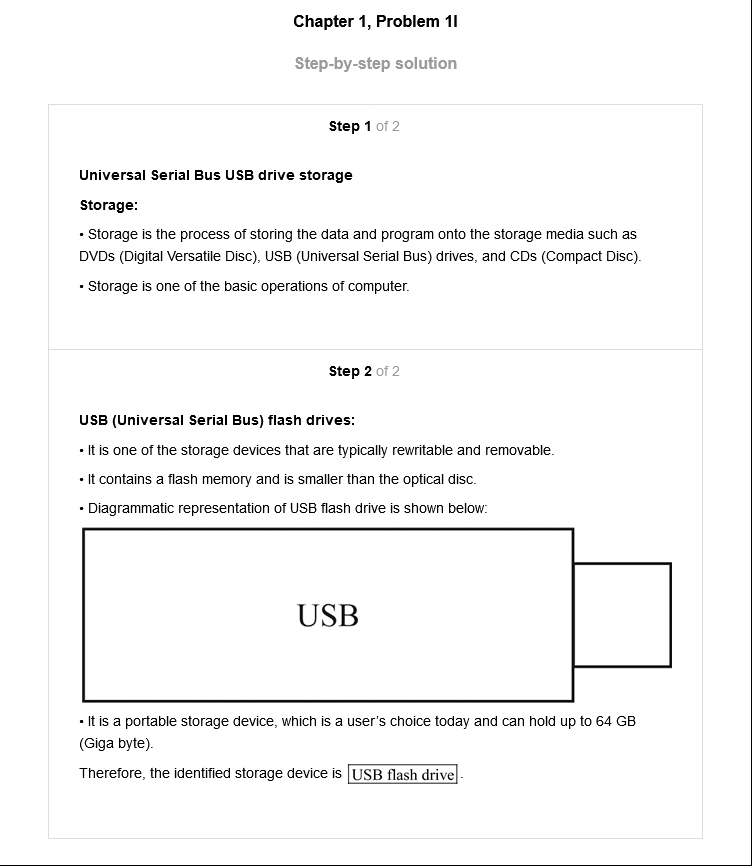 Chapter 1, Problem 1I
Step-by-step solution
Step 1 of 2
Universal Serial Bus USB drive storage
Storage:
• Storage is the process of storing the data and program onto the storage media such as
DVDs (Digital Versatile Disc), USB (Universal Serial Bus) drives, and CDs (Compact Disc).
• Storage is one of the basic operations of computer.
Step 2 of 2
USB (Universal Serial Bus) flash drives:
• It is one of the storage devices that are typically rewritable and removable.
• It contains a flash memory and is smaller than the optical disc.
• Diagrammatic representation of USB flash drive is shown below:
USB
• It is a portable storage device, which is a user's choice today and can hold up to 64 GB
(Giga byte).
Therefore, the identified storage device is USB flash drive.